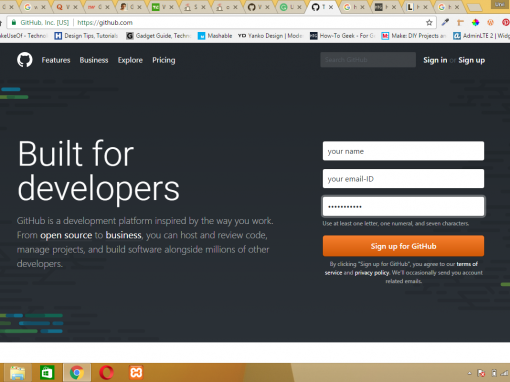 GitHub, Inc. [US] https://github.com
MakeUseOf - Techno
Design Tips, Tutorials
Gadget Guide, Techn
Mashable
YD Yanko Design | Mode
How-To Geek - For G
Make: DIY Projects an
AdminLTE 2 | Widg
Features Business Explore Pricing
Search GitHub
Sign in or Sign up
Built for
developers
GitHub is a development platform inspired by the way you work.
From open source to business, you can host and review code,
manage projects, and build software alongside millions of other
developers.
your name
your email-ID
•••••••••••
Use at least one letter, one numeral, and seven characters.
Sign up for GitHub
By clicking "Sign up for GitHub", you agree to our terms of
service and privacy policy. We'll occasionally send you account
related emails.